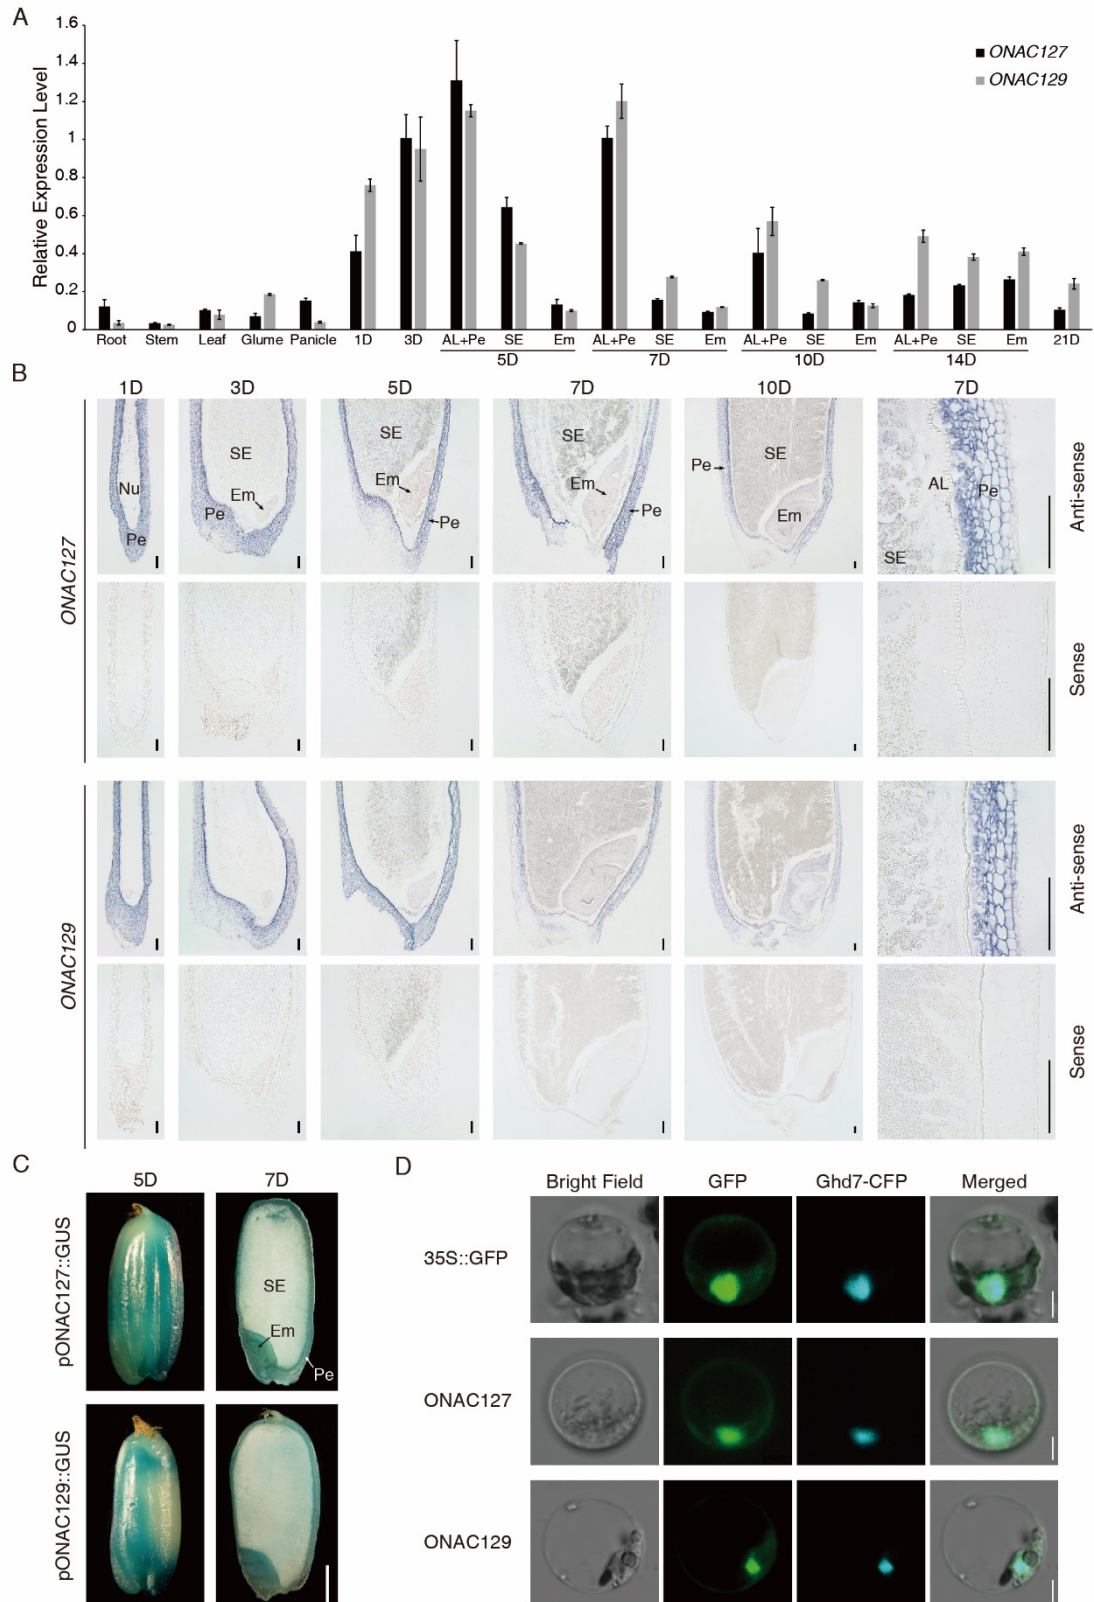 A
Relative Expression Level
1.6
1.4
1.2
1
0.8
0.6
0.4
0.2
0
ONAC127
ONAC129
Root Stem Leaf Glume Panicle 1D 3D AL+Pe SE Em AL+Pe SE Em AL+Pe SE Em AL+Pe SE Em 21D
5D 7D 10D 14D
B
1D 3D 5D 7D 10D 7D
ONAC127
Nu
Pe
SE
Em
Pe
SE
Em
Pe
SE
Em
Pe
Pe
SE
Em
AL
Pe
SE
Anti-sense
Sense
ONAC129
Anti-sense
Sense
C
5D 7D
pONAC127::GUS
SE
Em
Pe
pONAC129::GUS
D
Bright Field GFP Ghd7-CFP Merged
35S::GFP
ONAC127
ONAC129